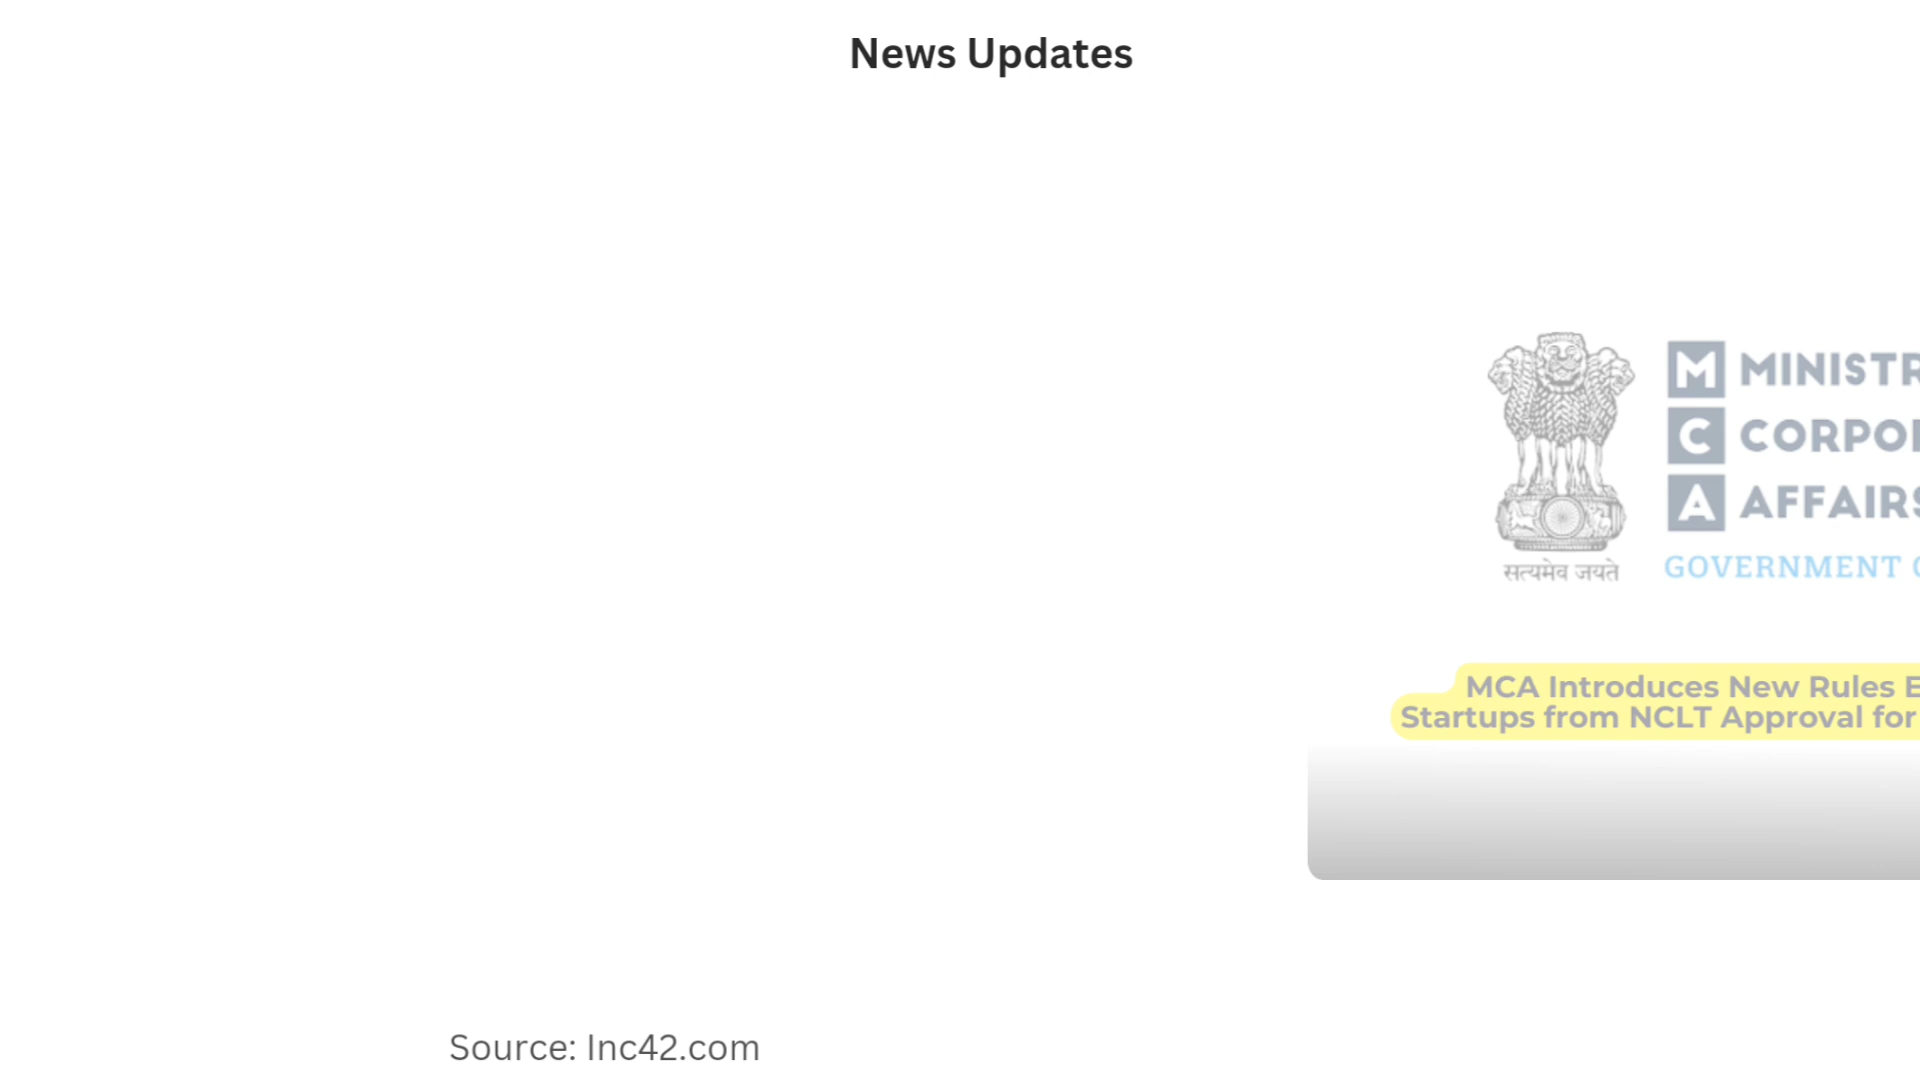 News Updates
M MINISTR
C CORPO
A AFFAIRS
GOVERNMENT
सत्यमेव जयते
MCA Introduces New Rules E
Startups from NCLT Approval for
Source: Inc42.com